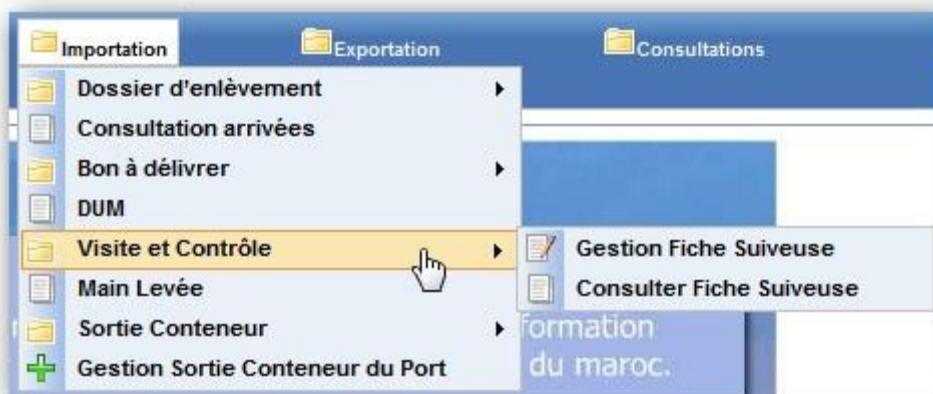 Importation
Exportation
Consultations
Dossier d'enlèvement
Consultation arrivées
Bon à délivrer
DUM
Visite et Contrôle
Gestion Fiche Suiveuse
Main Levée
Consulter Fiche Suiveuse
Sortie Conteneur
formation
Gestion Sortie Conteneur du Port
du maroc.